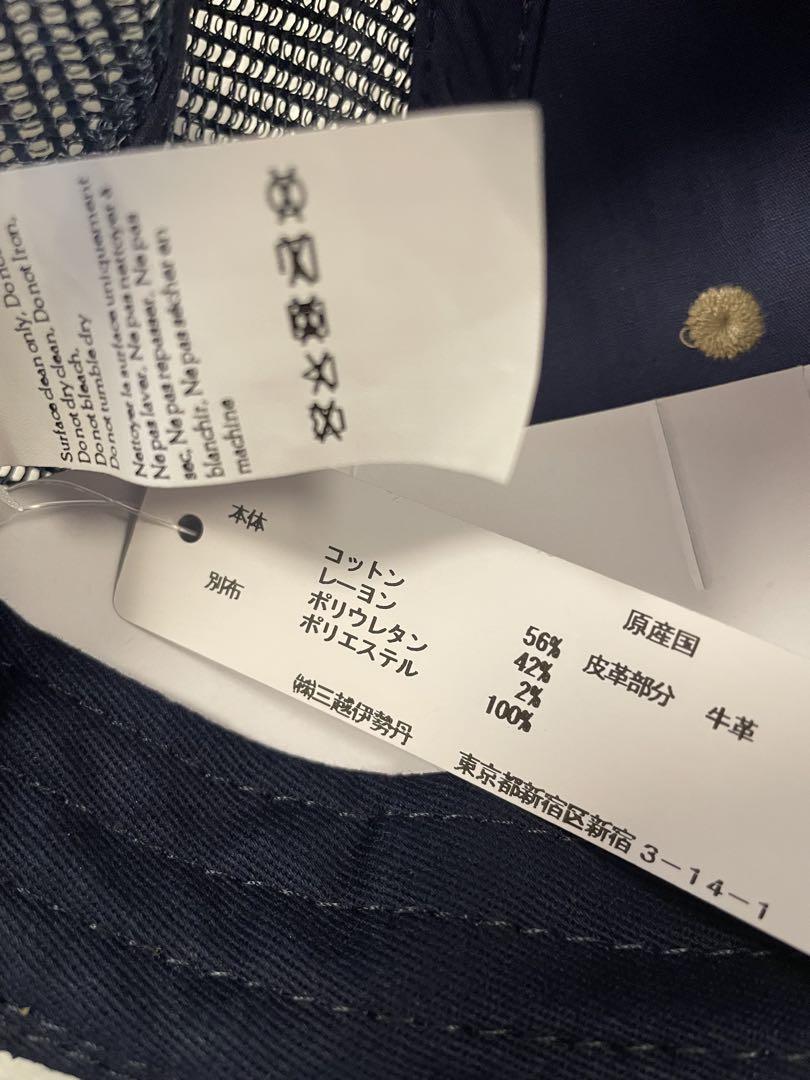 Surface clean only, Do not
Do not dry clean, Do not Iron,
Do not bleach.
Do not tumble dry
Nettoyer la surface uniquement
Ne pas laver, Ne pas nettoyer à
sec, Ne pas repasser, Ne pas
blanchir, Ne pas sécher en
machine
本体 コットン 56%
レーヨン 42%
ポリウレタン 2%
別布 ポリエステル 100%
原産国
皮革部分 牛革
㈱三越伊勢丹
東京都新宿区新宿3-14-1